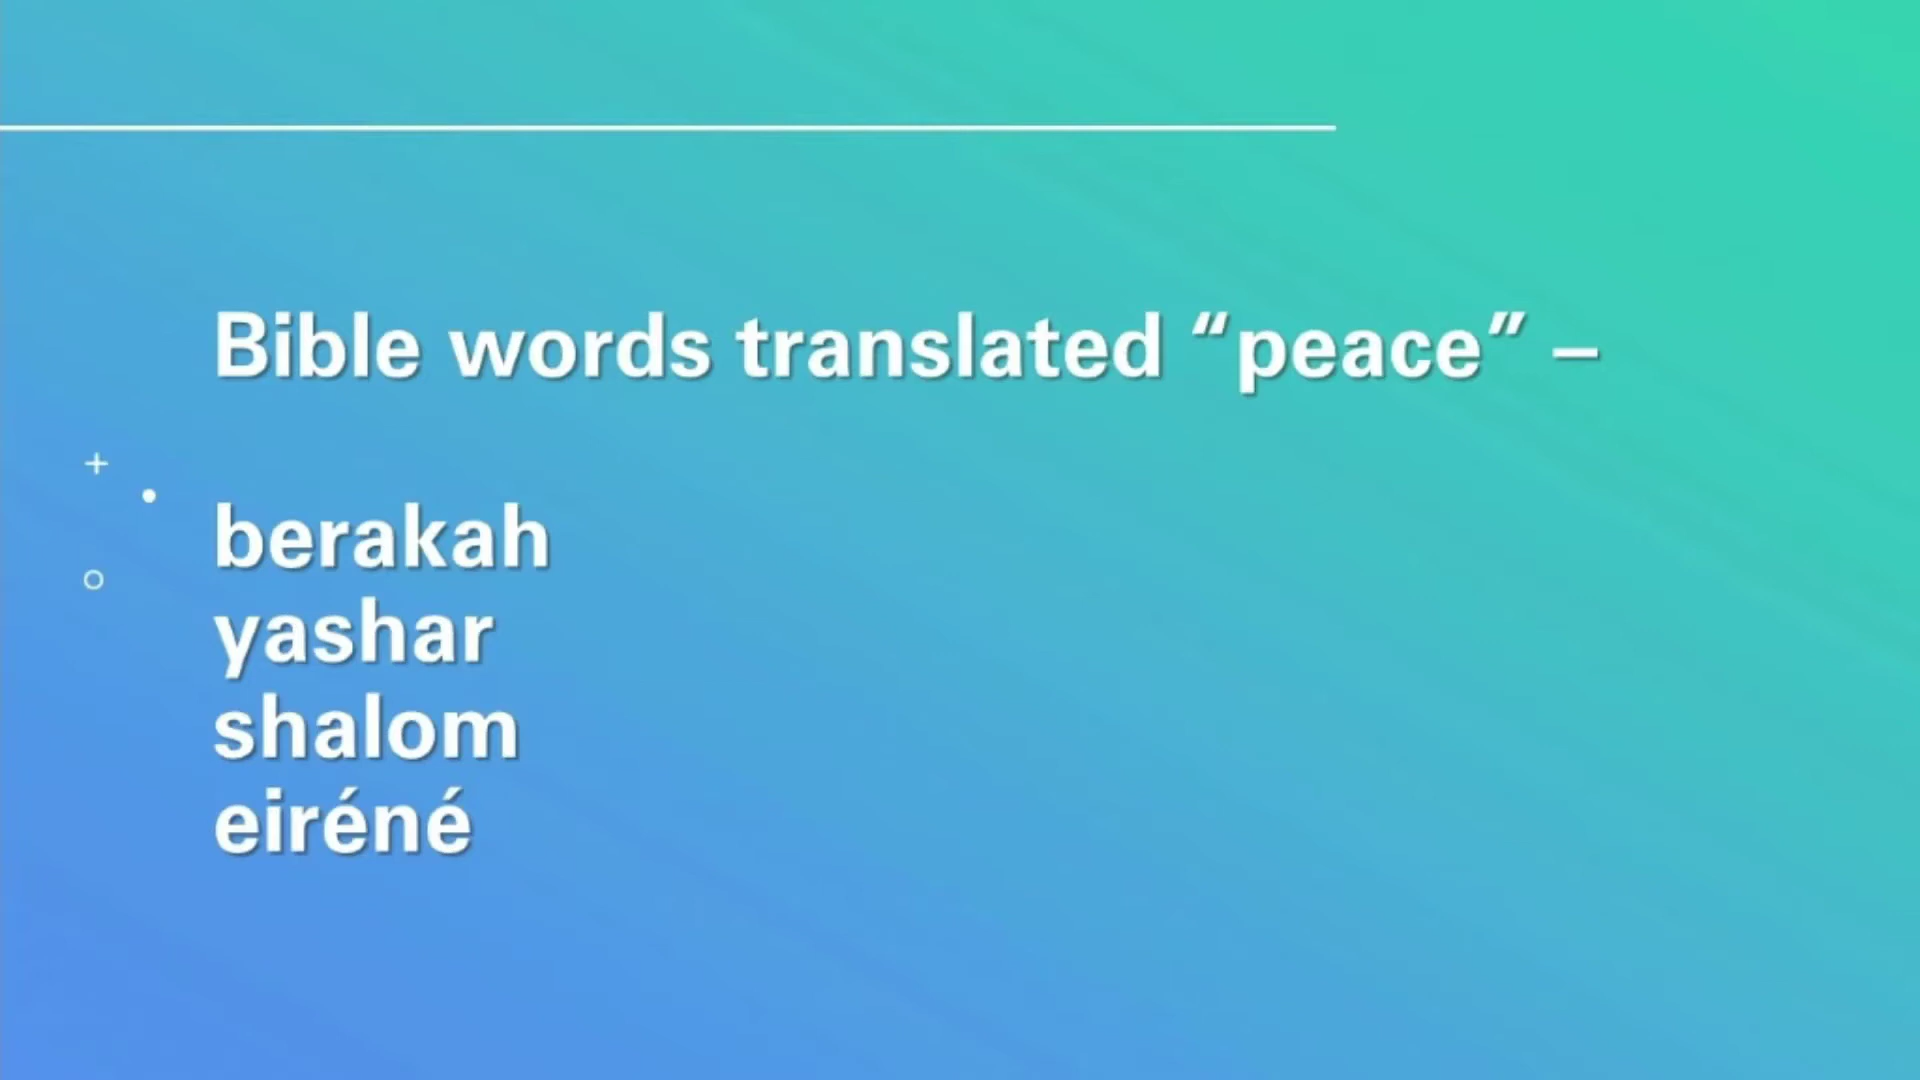 Bible words translated “peace” –
berakah
yashar
shalom
eiréné